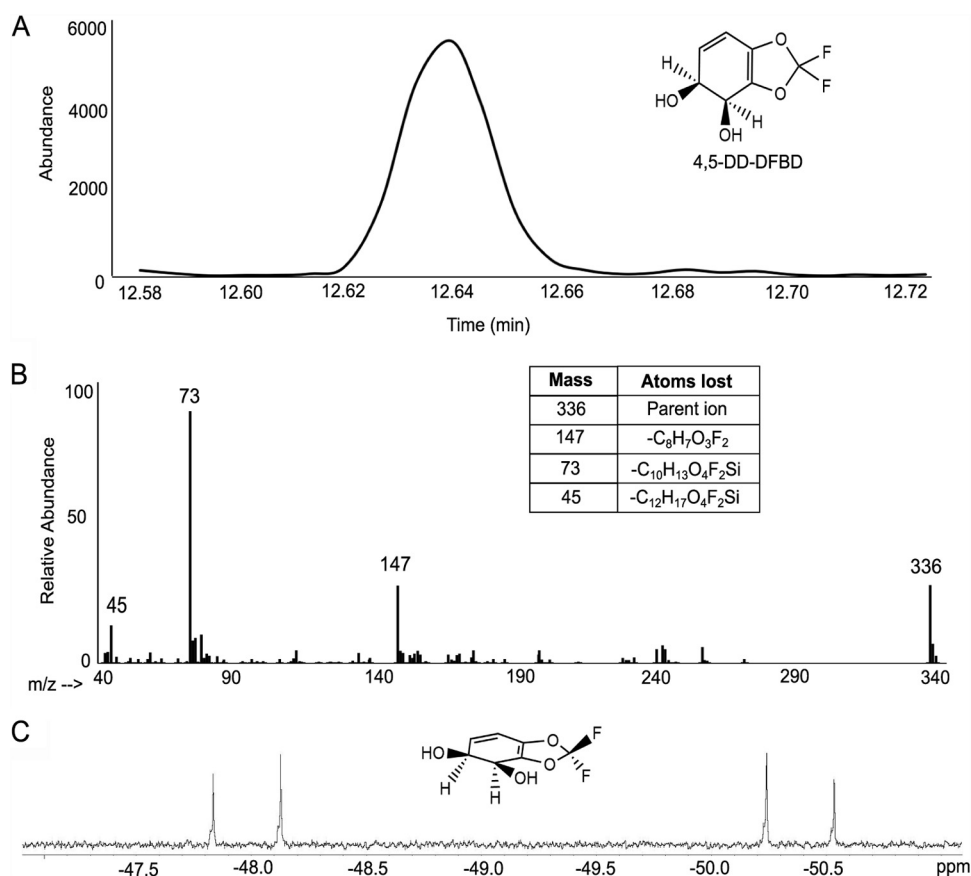 A
6000
4000
2000
0
Abundance
12.58 12.60 12.62 12.64 12.66 12.68 12.70 12.72
Time (min)
H
HO
OH
H
O
O
F
F
4,5-DD-DFBD
B
100
50
0
Relative Abundance
m/z -->
40 90 140 190 240 290 340
45
73
147
336
Mass Atoms lost
336 Parent ion
147 -C₈H₇O₃F₂
73 -C₁₀H₁₃O₄F₂Si
45 -C₁₂H₁₇O₄F₂Si
C
HO
H
H
OH
O
O
F
F
-47.5 -48.0 -48.5 -49.0 -49.5 -50.0 -50.5 ppm